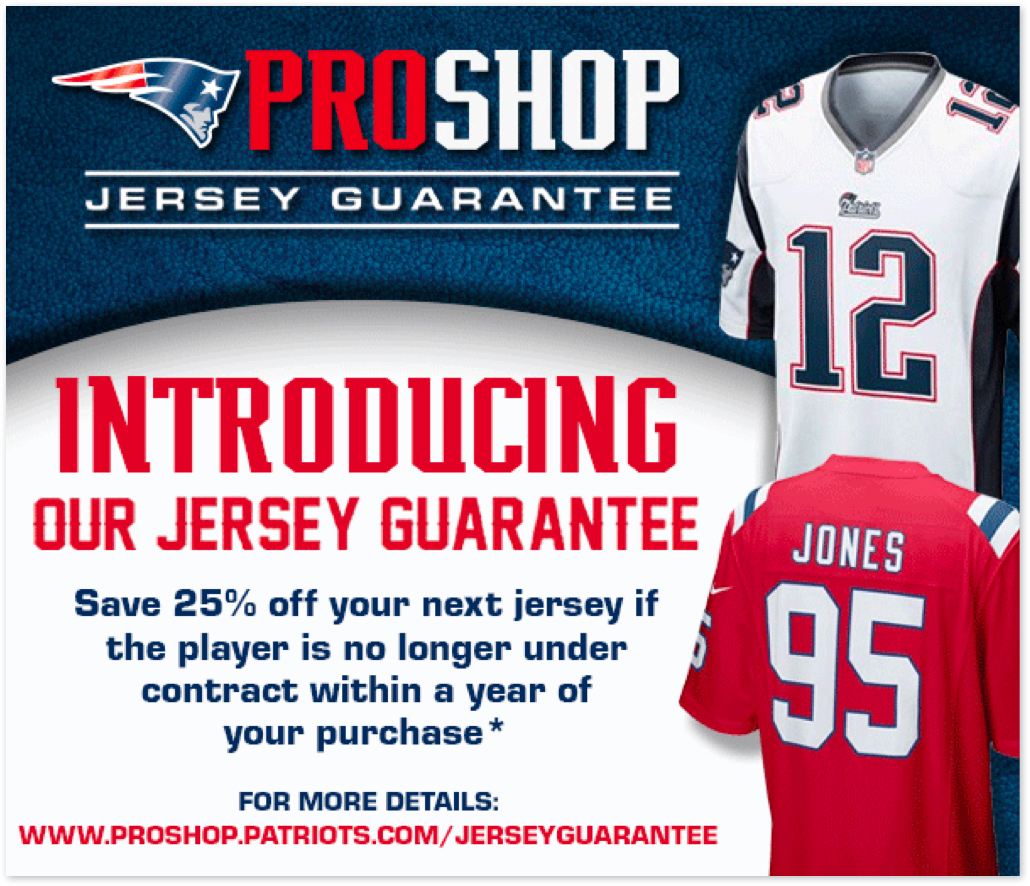 PROSHOP
JERSEY GUARANTEE
12
12
Patriots
12
INTRODUCING
OUR JERSEY GUARANTEE
Save 25% off your next jersey if
the player is no longer under
contract within a year of
your purchase*
JONES
95
95
FOR MORE DETAILS:
WWW.PROSHOP.PATRIOTS.COM/JERSEYGUARANTEE